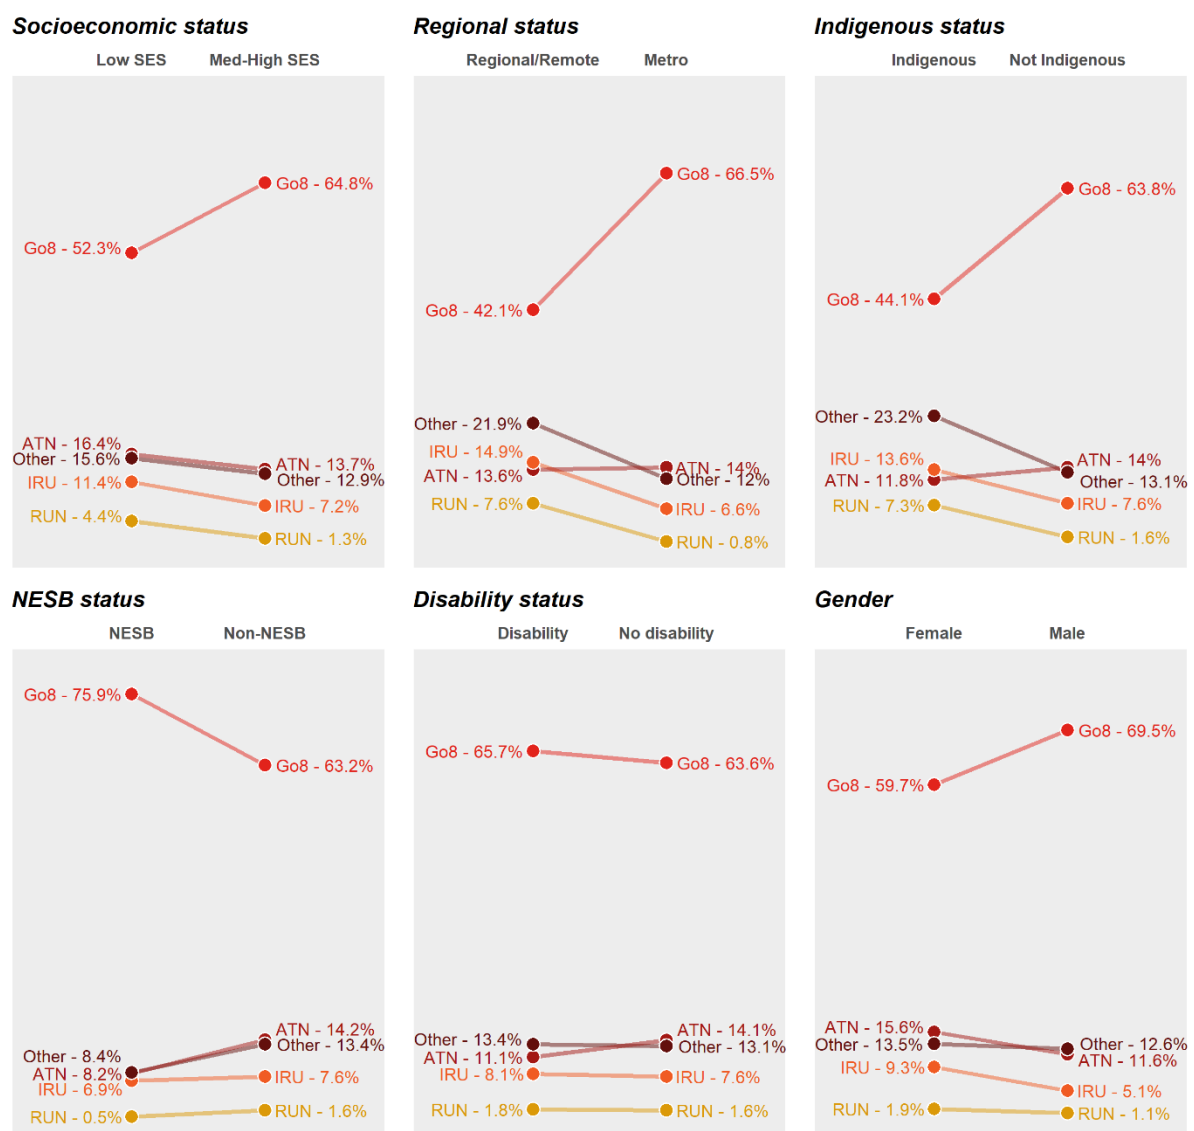 Socioeconomic status
Low SES Med-High SES
Go8 - 64.8%
Go8 - 52.3%
ATN - 16.4%
Other - 15.6%
ATN - 13.7%
Other - 12.9%
IRU - 11.4%
IRU - 7.2%
RUN - 4.4%
RUN - 1.3%
Regional status
Regional/Remote Metro
Go8 - 66.5%
Go8 - 42.1%
Other - 21.9%
IRU - 14.9%
ATN - 13.6%
ATN - 14%
Other - 12%
RUN - 7.6%
IRU - 6.6%
RUN - 0.8%
Indigenous status
Indigenous Not Indigenous
Go8 - 63.8%
Go8 - 44.1%
Other - 23.2%
IRU - 13.6%
ATN - 11.8%
ATN - 14%
Other - 13.1%
RUN - 7.3%
IRU - 7.6%
RUN - 1.6%
NESB status
NESB Non-NESB
Go8 - 75.9%
Go8 - 63.2%
ATN - 14.2%
Other - 13.4%
Other - 8.4%
ATN - 8.2%
IRU - 6.9%
IRU - 7.6%
RUN - 0.5%
RUN - 1.6%
Disability status
Disability No disability
Go8 - 65.7%
Go8 - 63.6%
Other - 13.4%
ATN - 11.1%
IRU - 8.1%
ATN - 14.1%
Other - 13.1%
IRU - 7.6%
RUN - 1.8%
RUN - 1.6%
Gender
Female Male
Go8 - 69.5%
Go8 - 59.7%
ATN - 15.6%
Other - 13.5%
Other - 12.6%
ATN - 11.6%
IRU - 9.3%
IRU - 5.1%
RUN - 1.9%
RUN - 1.1%